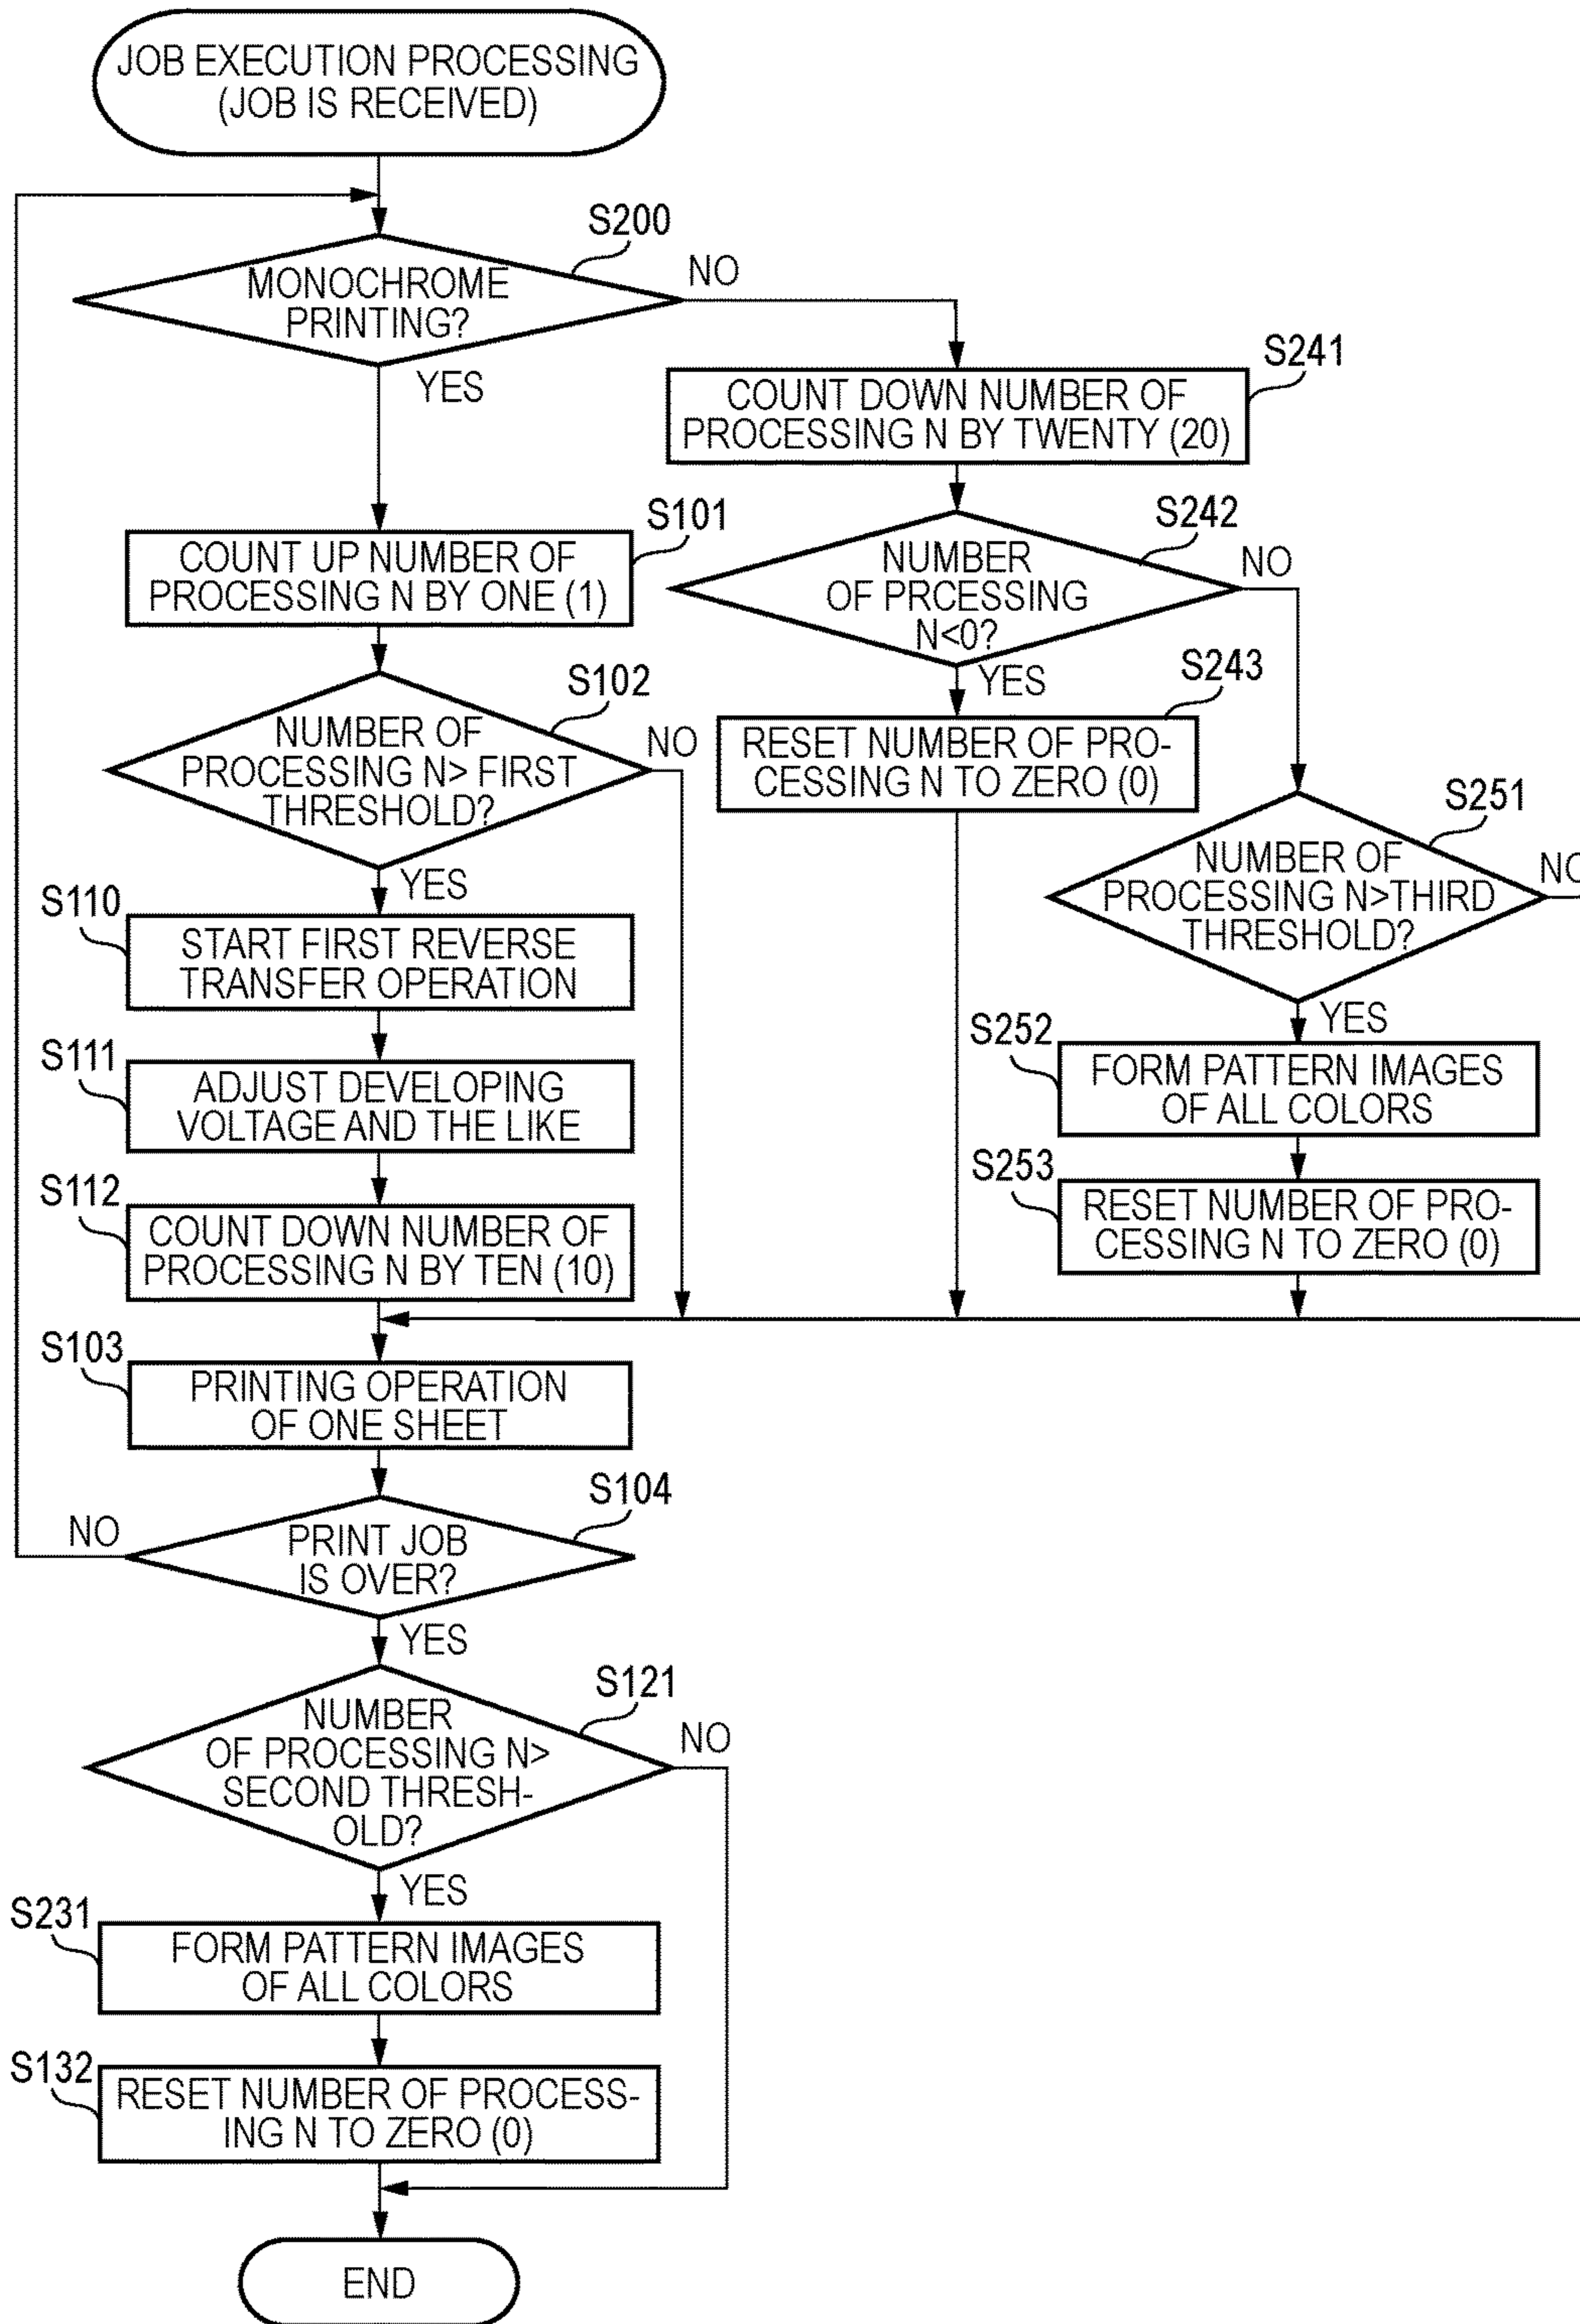 JOB EXECUTION PROCESSING
(JOB IS RECEIVED)
S200
MONOCHROME
PRINTING?
NO
YES
S241
COUNT DOWN NUMBER OF
PROCESSING N BY TWENTY (20)
S101
COUNT UP NUMBER OF
PROCESSING N BY ONE (1)
S242
NUMBER
OF PRCESSING
N<0?
NO
YES
S102
NUMBER OF
PROCESSING N> FIRST
THRESHOLD?
NO
YES
S243
RESET NUMBER OF PRO-
CESSING N TO ZERO (0)
S251
NUMBER OF
PROCESSING N>THIRD
THRESHOLD?
NO
YES
S110
START FIRST REVERSE
TRANSFER OPERATION
S111
ADJUST DEVELOPING
VOLTAGE AND THE LIKE
S252
FORM PATTERN IMAGES
OF ALL COLORS
S112
COUNT DOWN NUMBER OF
PROCESSING N BY TEN (10)
S253
RESET NUMBER OF PRO-
CESSING N TO ZERO (0)
S103
PRINTING OPERATION
OF ONE SHEET
S104
PRINT JOB
IS OVER?
NO
YES
S121
NUMBER
OF PROCESSING N>
SECOND THRESH-
OLD?
NO
YES
S231
FORM PATTERN IMAGES
OF ALL COLORS
S132
RESET NUMBER OF PROCESS-
ING N TO ZERO (0)
END